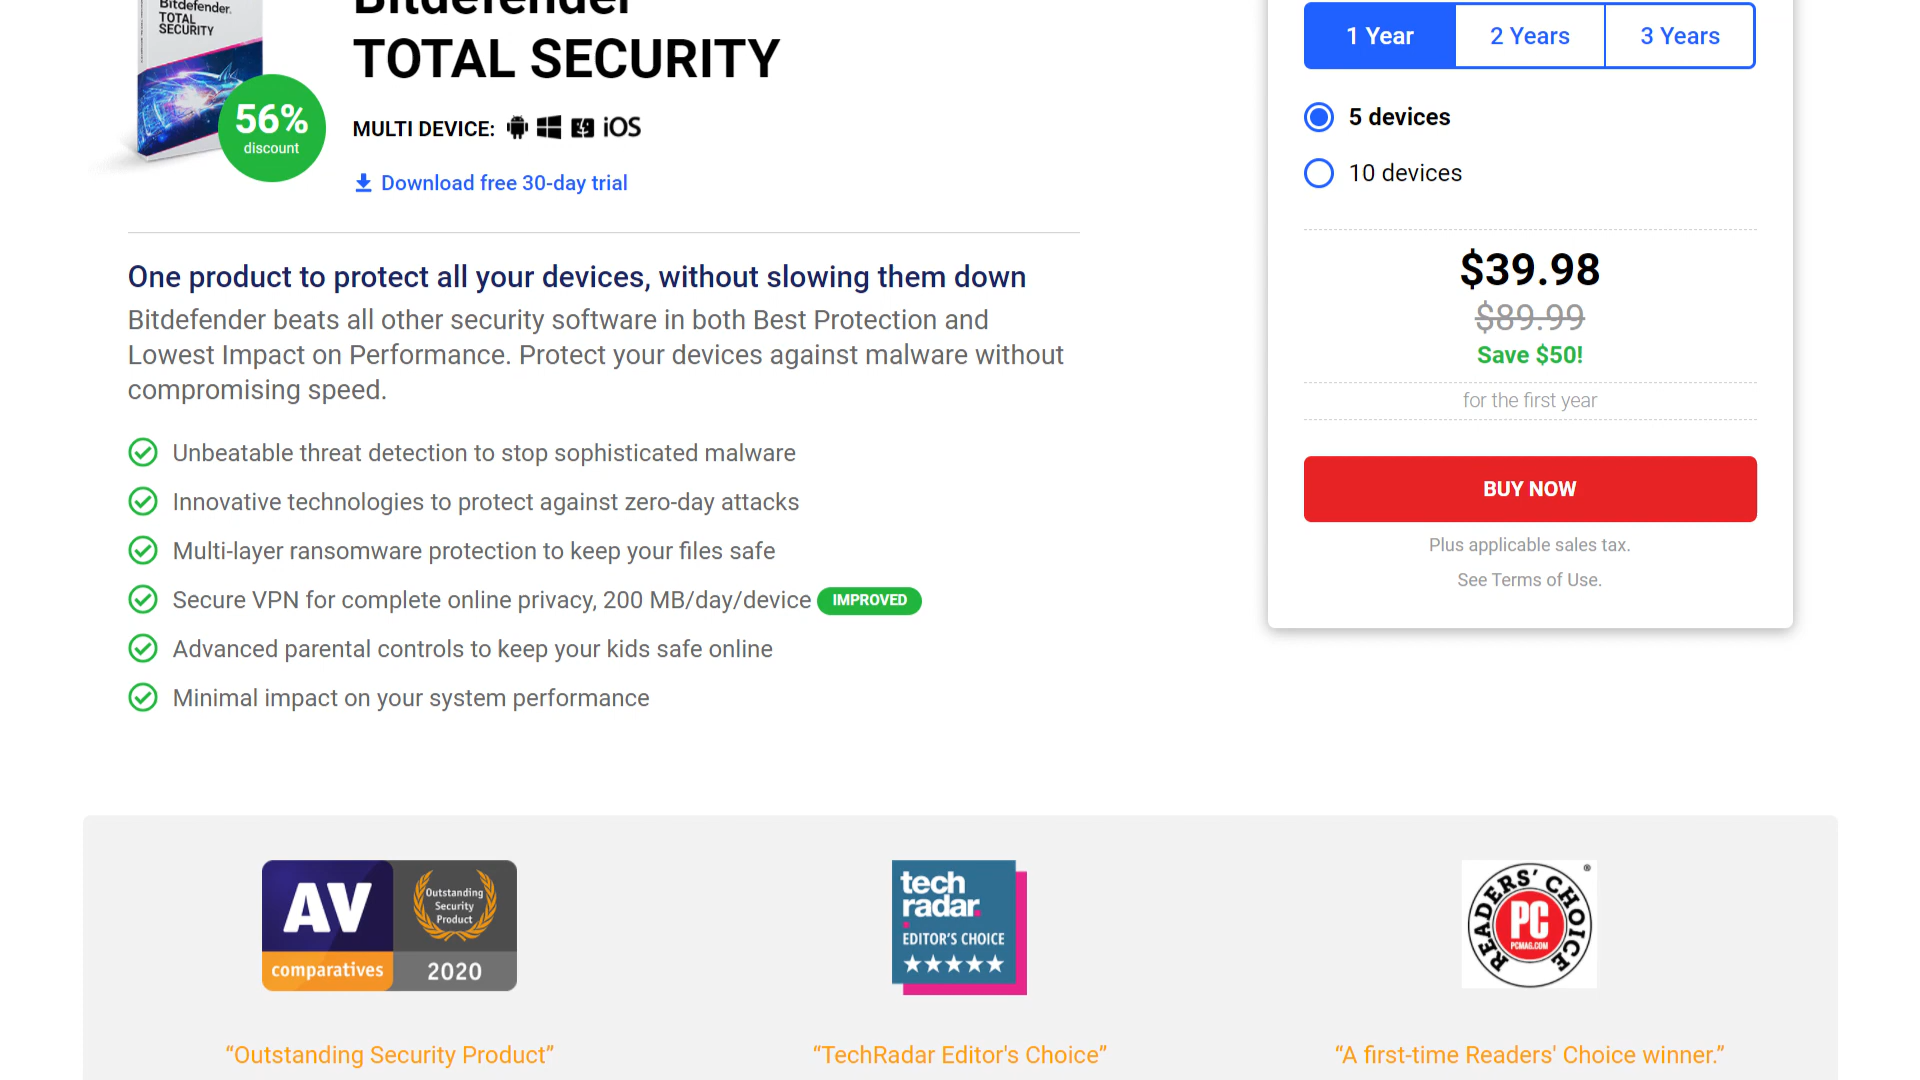 Bitdefender
TOTAL SECURITY
Bitdefender.
TOTAL
SECURITY
56%
discount
MULTI DEVICE: iOS
Download free 30-day trial
One product to protect all your devices, without slowing them down
Bitdefender beats all other security software in both Best Protection and
Lowest Impact on Performance. Protect your devices against malware without
compromising speed.
Unbeatable threat detection to stop sophisticated malware
Innovative technologies to protect against zero-day attacks
Multi-layer ransomware protection to keep your files safe
Secure VPN for complete online privacy, 200 MB/day/device IMPROVED
Advanced parental controls to keep your kids safe online
Minimal impact on your system performance
1 Year
2 Years
3 Years
5 devices
10 devices
$39.98
$89.99
Save $50!
for the first year
BUY NOW
Plus applicable sales tax.
See Terms of Use.
AV
comparatives
Outstanding
Security
Product
2020
tech
radar.
EDITOR'S CHOICE
READERS' CHOICE
®
PC
PCMAG.COM
“Outstanding Security Product”
“TechRadar Editor's Choice”
“A first-time Readers' Choice winner.”